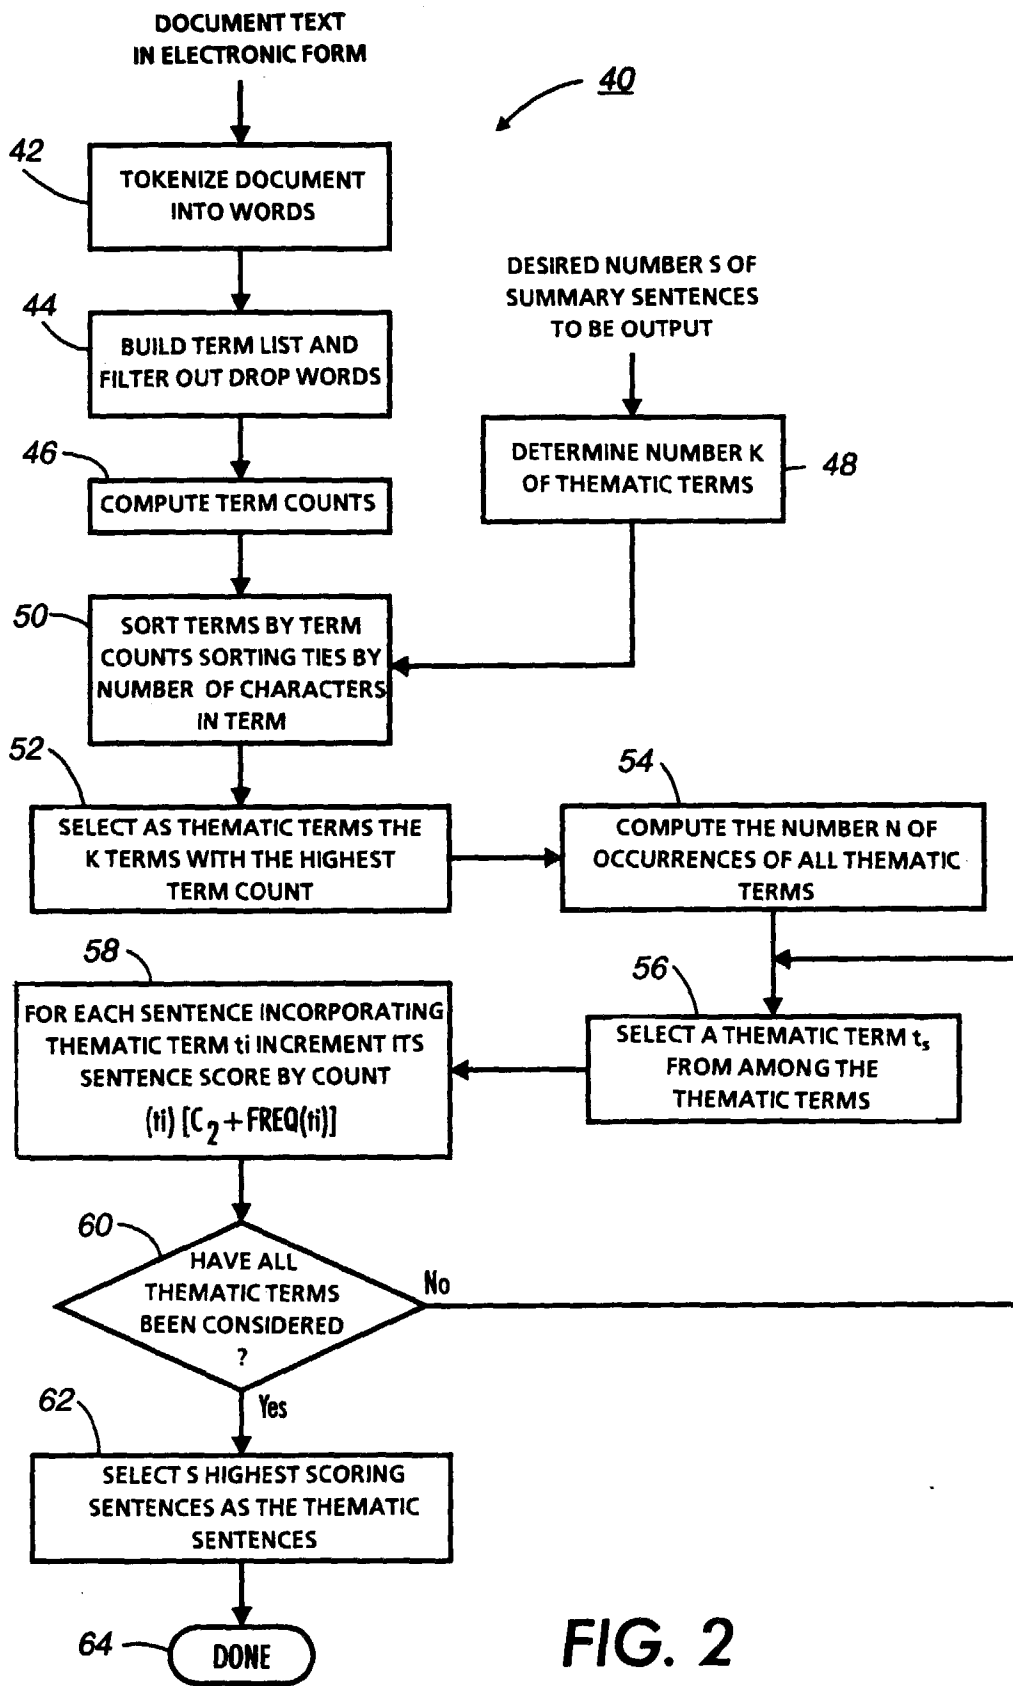 DOCUMENT TEXT
IN ELECTRONIC FORM
40
42
TOKENIZE DOCUMENT
INTO WORDS
DESIRED NUMBER S OF
SUMMARY SENTENCES
TO BE OUTPUT
44
BUILD TERM LIST AND
FILTER OUT DROP WORDS
46
COMPUTE TERM COUNTS
DETERMINE NUMBER K
OF THEMATIC TERMS
48
50
SORT TERMS BY TERM
COUNTS SORTING TIES BY
NUMBER OF CHARACTERS
IN TERM
52
SELECT AS THEMATIC TERMS THE
K TERMS WITH THE HIGHEST
TERM COUNT
54
COMPUTE THE NUMBER N OF
OCCURRENCES OF ALL THEMATIC
TERMS
56
SELECT A THEMATIC TERM ts
FROM AMONG THE
THEMATIC TERMS
58
FOR EACH SENTENCE INCORPORATING
THEMATIC TERM ti INCREMENT ITS
SENTENCE SCORE BY COUNT
(ti) [C2+FREQ(ti)]
60
HAVE ALL
THEMATIC TERMS
BEEN CONSIDERED
?
No
Yes
62
SELECT S HIGHEST SCORING
SENTENCES AS THE THEMATIC
SENTENCES
64
DONE
FIG. 2